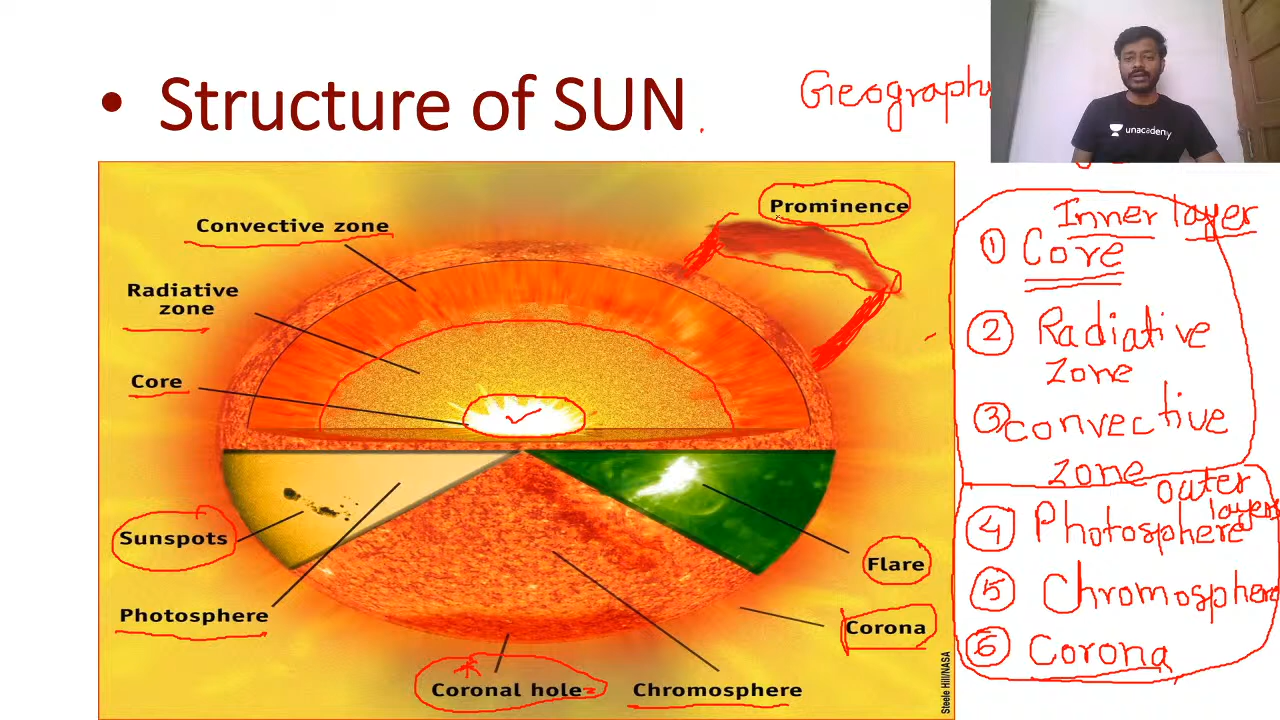 • Structure of SUN
Geography
unacademy
Prominence
Convective zone
Radiative
zone
Core
Sunspots
Photosphere
Flare
Corona
Coronal hole
Chromosphere
Steele Hill/NASA
Inner layer
① Core
② Radiative
zone
③ convective
zone
outer
layers
④ Photosphere
⑤ Chromosphere
⑥ Corona